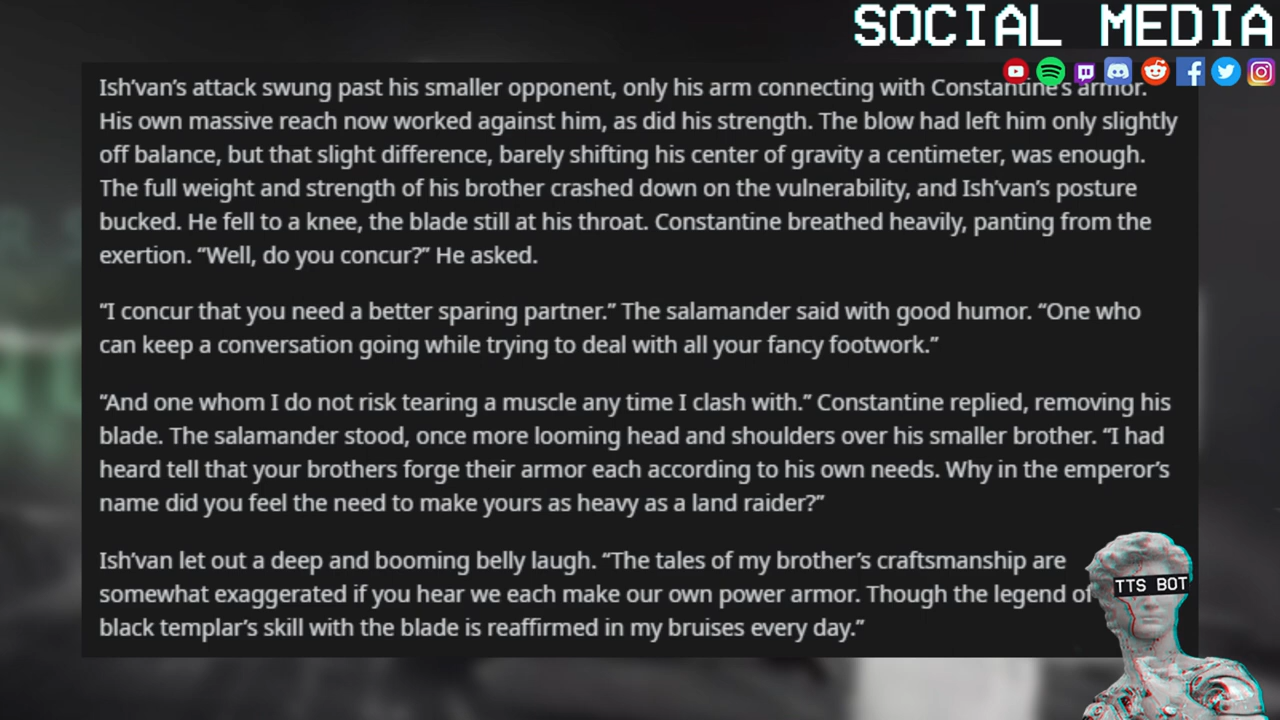 SOCIAL MEDIA
Ish’van’s attack swung past his smaller opponent, only his arm connecting with Constantine’s armor.
His own massive reach now worked against him, as did his strength. The blow had left him only slightly
off balance, but that slight difference, barely shifting his center of gravity a centimeter, was enough.
The full weight and strength of his brother crashed down on the vulnerability, and Ish’van’s posture
bucked. He fell to a knee, the blade still at his throat. Constantine breathed heavily, panting from the
exertion. “Well, do you concur?” He asked.
“I concur that you need a better sparing partner.” The salamander said with good humor. “One who
can keep a conversation going while trying to deal with all your fancy footwork.”
“And one whom I do not risk tearing a muscle any time I clash with.” Constantine replied, removing his
blade. The salamander stood, once more looming head and shoulders over his smaller brother. “I had
heard tell that your brothers forge their armor each according to his own needs. Why in the emperor’s
name did you feel the need to make yours as heavy as a land raider?”
Ish’van let out a deep and booming belly laugh. “The tales of my brother’s craftsmanship are
somewhat exaggerated if you hear we each make our own power armor. Though the legend of
black templar’s skill with the blade is reaffirmed in my bruises every day.”
TTS BOT